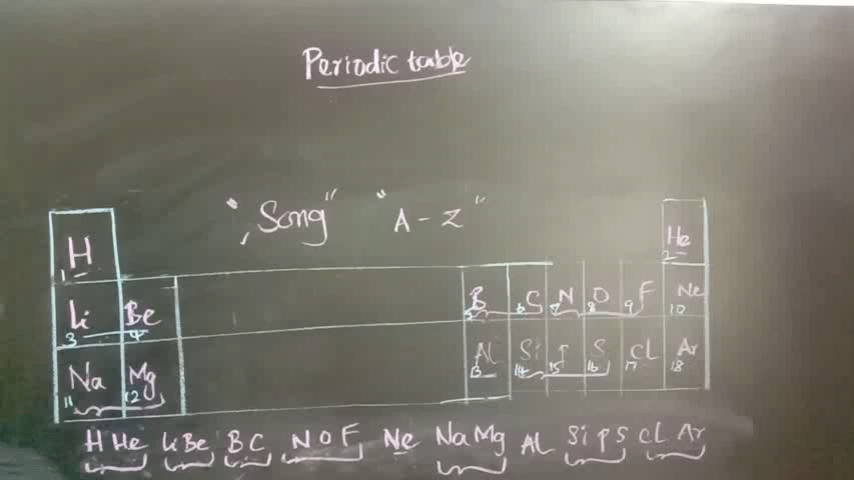 Periodic table
"Song" "A - Z"
H He
1 2
Li Be B C N O F Ne
3 4 5 6 7 8 9 10
Na Mg Al Si P S Cl Ar
11 12 13 14 15 16 17 18
H He Li Be B C N O F Ne Na Mg Al Si P S Cl Ar